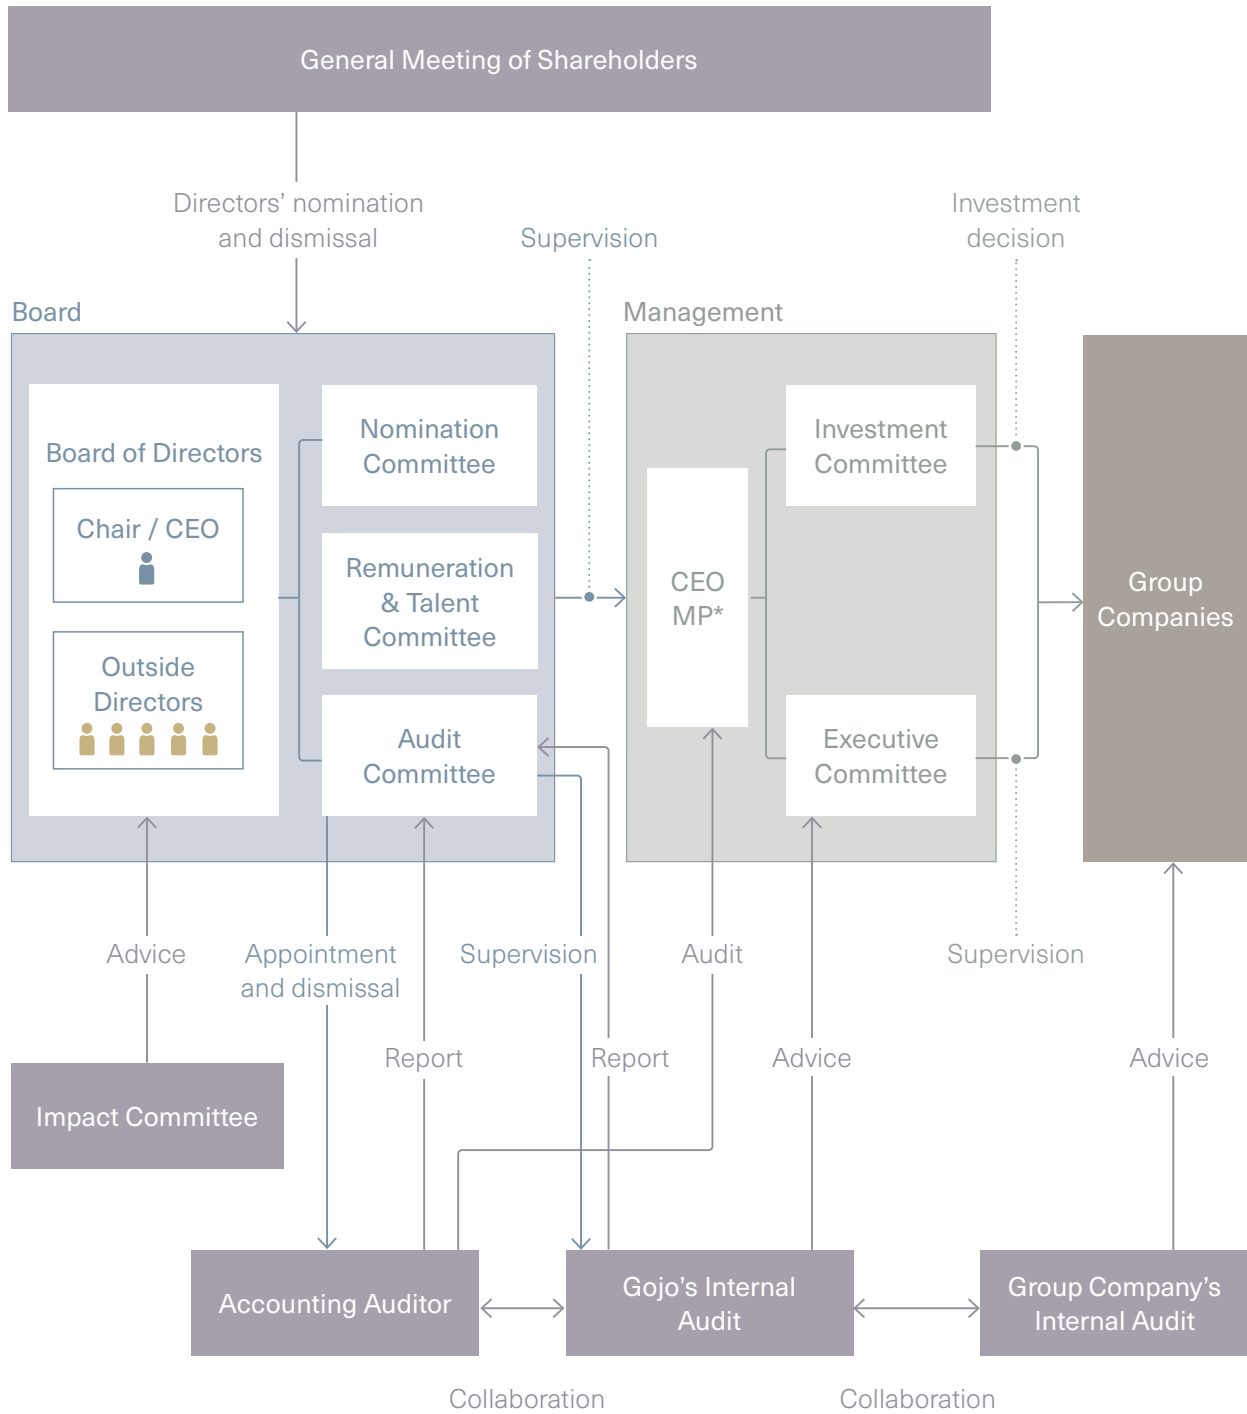 General Meeting of Shareholders
Directors’ nomination
and dismissal
Supervision
Investment
decision
Board
Management
Board of Directors
Chair / CEO
Outside
Directors
Nomination
Committee
Remuneration
& Talent
Committee
Audit
Committee
CEO
MP*
Investment
Committee
Executive
Committee
Group
Companies
Advice
Appointment
and dismissal
Supervision
Audit
Supervision
Report
Report
Advice
Advice
Impact Committee
Accounting Auditor
Gojo’s Internal
Audit
Group Company’s
Internal Audit
Collaboration
Collaboration